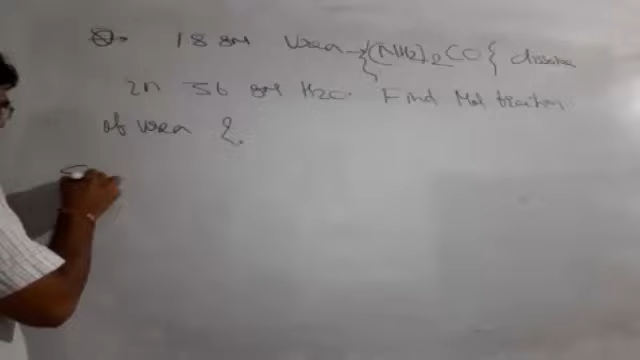 Q> 18 gm Urea - {(NH2)2CO} dissolve
in 36 gm H2O. Find Mol fraction
of Urea ?